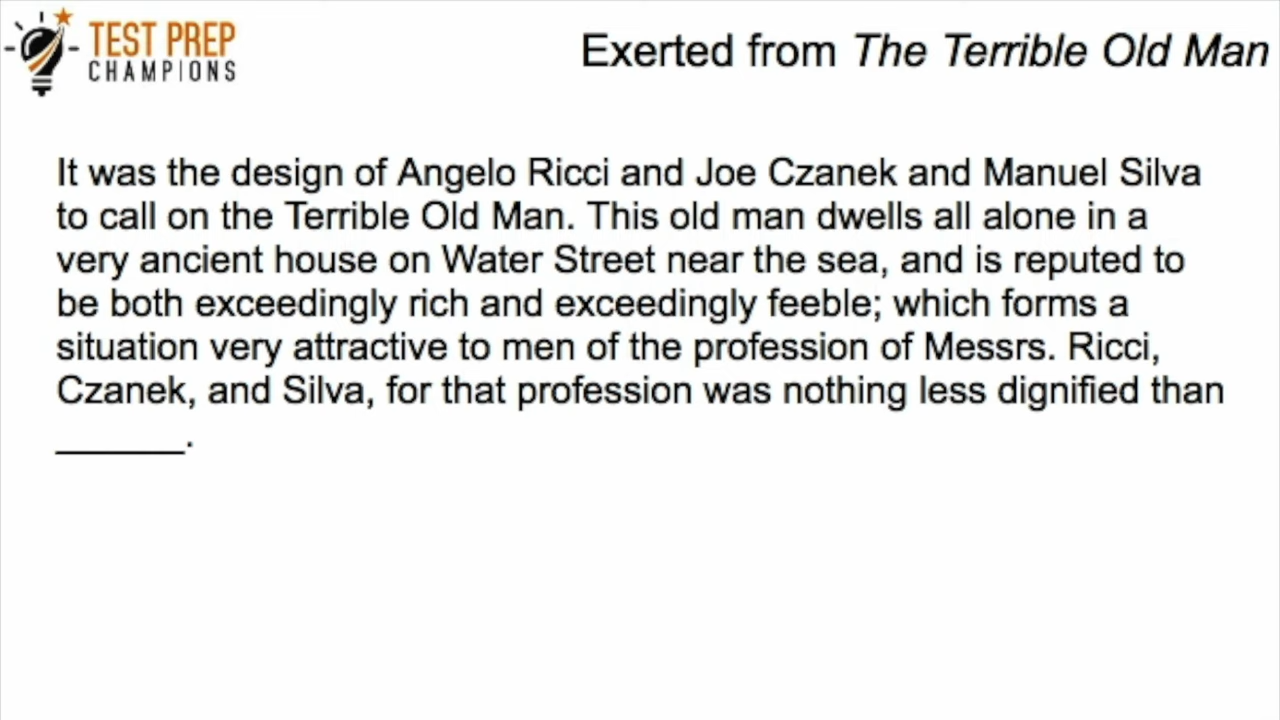 TEST PREP
CHAMPIONS
Exerted from The Terrible Old Man
It was the design of Angelo Ricci and Joe Czanek and Manuel Silva
to call on the Terrible Old Man. This old man dwells all alone in a
very ancient house on Water Street near the sea, and is reputed to
be both exceedingly rich and exceedingly feeble; which forms a
situation very attractive to men of the profession of Messrs. Ricci,
Czanek, and Silva, for that profession was nothing less dignified than
______.